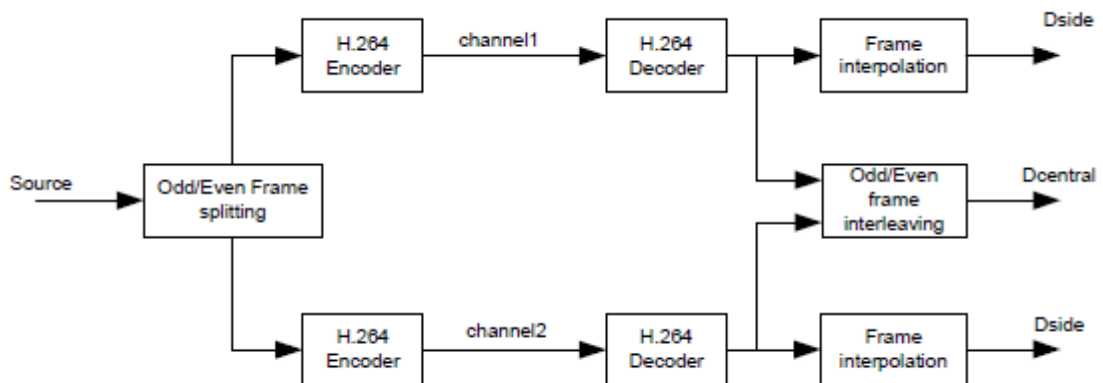 Dside
H.264
Encoder
channel1
H.264
Decoder
Frame
interpolation
Source
Odd/Even Frame
splitting
Odd/Even
frame
interleaving
Dcentral
H.264
Encoder
channel2
H.264
Decoder
Frame
interpolation
Dside